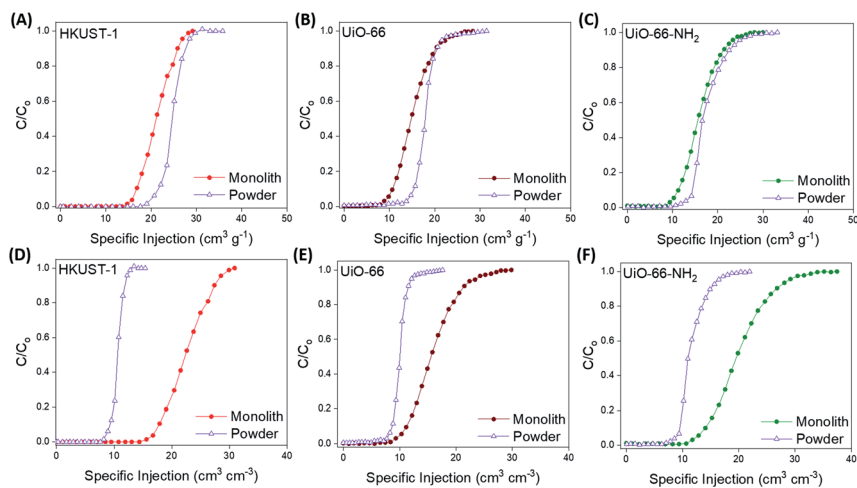 (A)
HKUST-1
1.0
0.8
0.6
0.4
0.2
0.0
C/Cₒ
Monolith
Powder
0 10 20 30 40 50
Specific Injection (cm³ g⁻¹)
(B)
UiO-66
1.0
0.8
0.6
0.4
0.2
0.0
C/Cₒ
Monolith
Powder
0 10 20 30 40 50
Specific Injection (cm³ g⁻¹)
(C)
UiO-66-NH₂
1.0
0.8
0.6
0.4
0.2
0.0
C/Cₒ
Monolith
Powder
0 10 20 30 40 50
Specific Injection (cm³ g⁻¹)
(D)
HKUST-1
1.0
0.8
0.6
0.4
0.2
0.0
C/Cₒ
Monolith
Powder
0 10 20 30 40
Specific Injection (cm³ cm⁻³)
(E)
UiO-66
1.0
0.8
0.6
0.4
0.2
0.0
C/Cₒ
Monolith
Powder
0 10 20 30 40
Specific Injection (cm³ cm⁻³)
(F)
UiO-66-NH₂
1.0
0.8
0.6
0.4
0.2
0.0
C/Cₒ
Monolith
Powder
0 10 20 30 40
Specific Injection (cm³ cm⁻³)